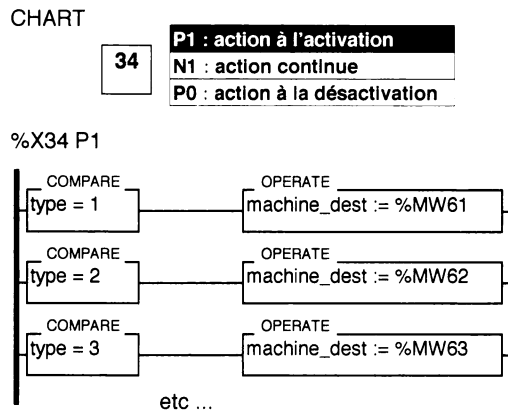 CHART
34
P1 : action à l'activation
N1 : action continue
P0 : action à la désactivation
%X34 P1
COMPARE OPERATE
type = 1 machine_dest := %MW61
COMPARE OPERATE
type = 2 machine_dest := %MW62
COMPARE OPERATE
type = 3 machine_dest := %MW63
etc ...